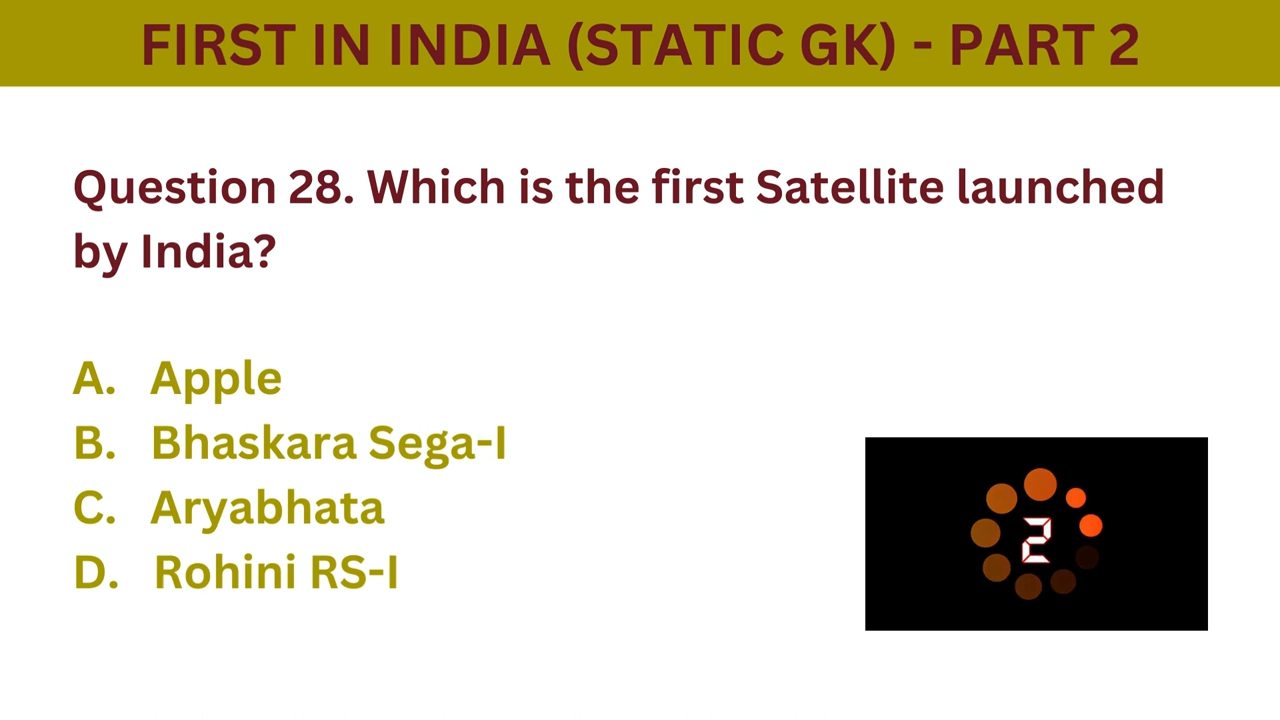 FIRST IN INDIA (STATIC GK) - PART 2
Question 28. Which is the first Satellite launched
by India?
A. Apple
B. Bhaskara Sega-I
C. Aryabhata
D. Rohini RS-I
2